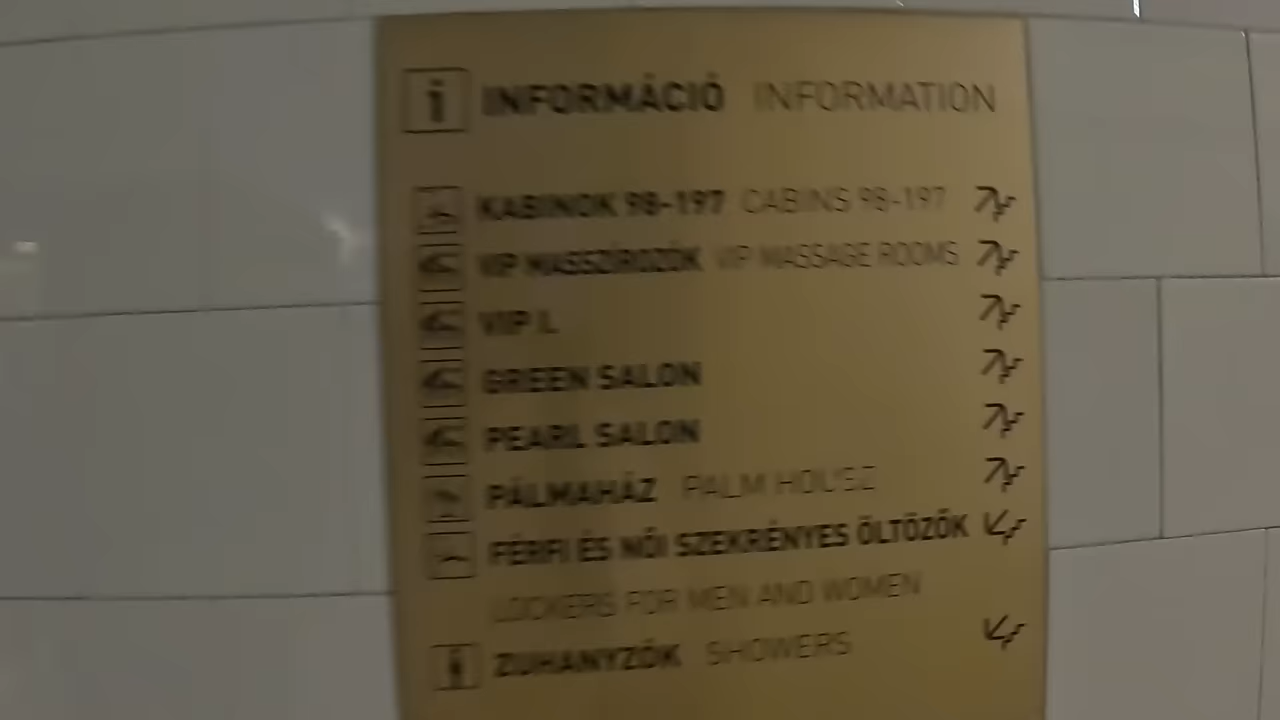 i INFORMÁCIÓ INFORMATION
KABINOK 98-197 CABINS 98-197
VIP MASSZÍROZÓK VIP MASSAGE ROOMS
VIP I.
GREEN SALON
PEARL SALON
PÁLMAHÁZ PALM HOUSE
FÉRFI ÉS NŐI SZEKRÉNYES ÖLTÖZŐK
LOCKERS FOR MEN AND WOMEN
ZUHANYZÓK SHOWERS